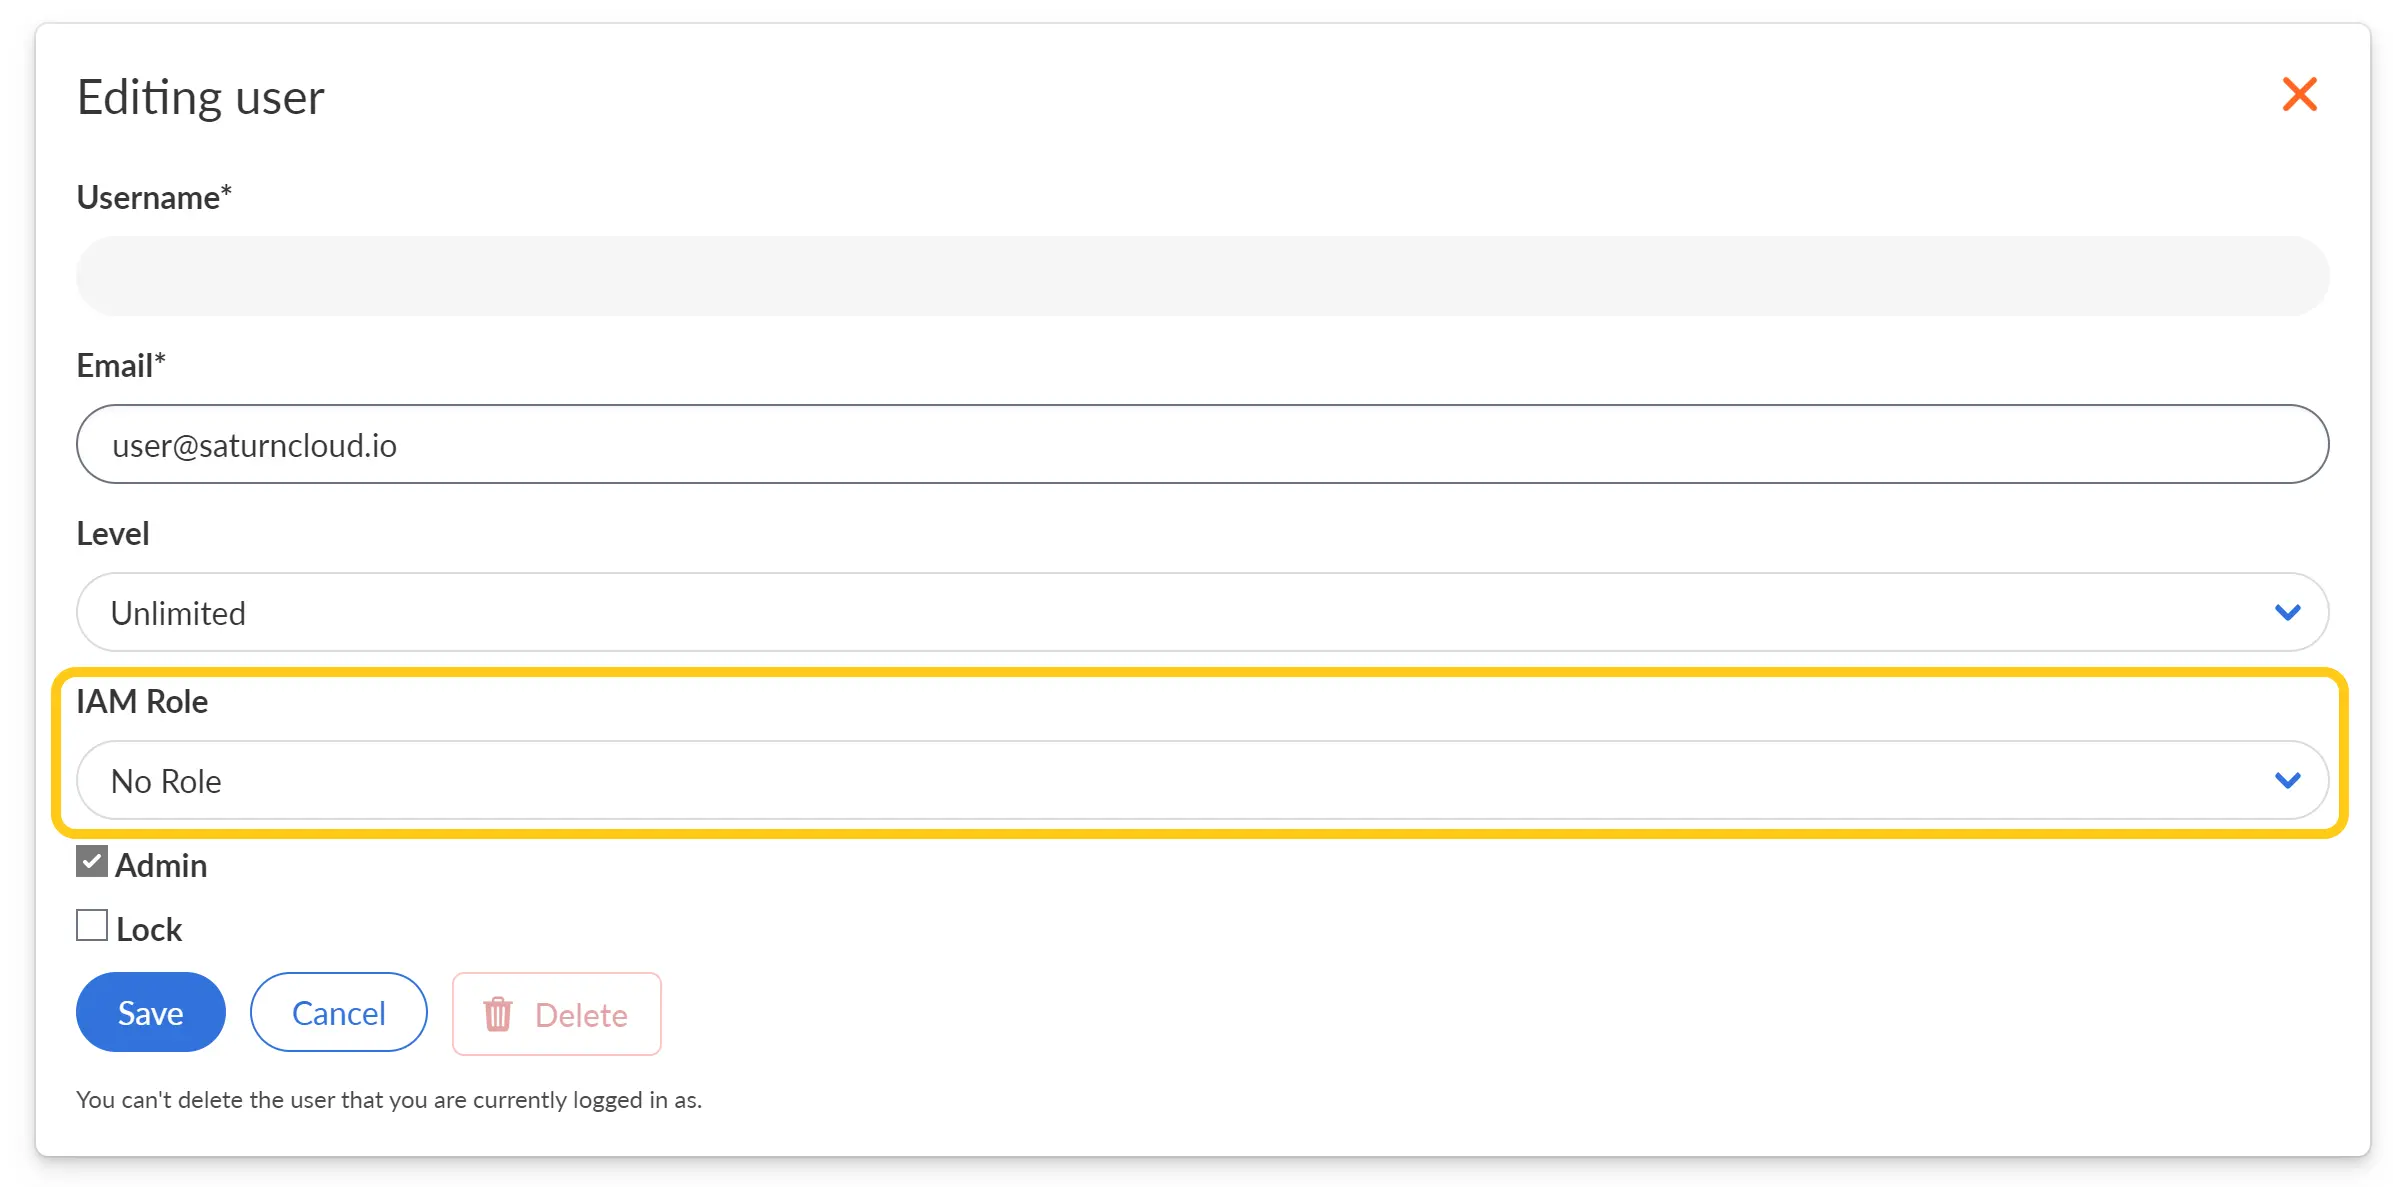 Editing user
Username*
Email*
user@saturncloud.io
Level
Unlimited
IAM Role
No Role
Admin
Lock
Save Cancel Delete
You can't delete the user that you are currently logged in as.